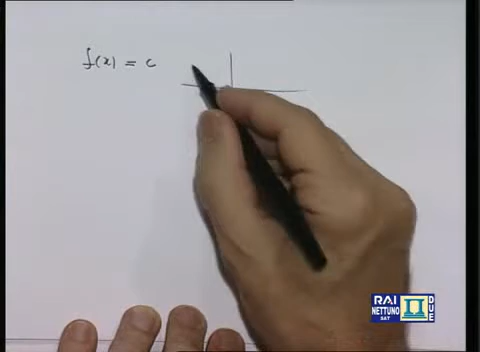 f(x) = c
RAI
NETTUNO
SAT
DUE